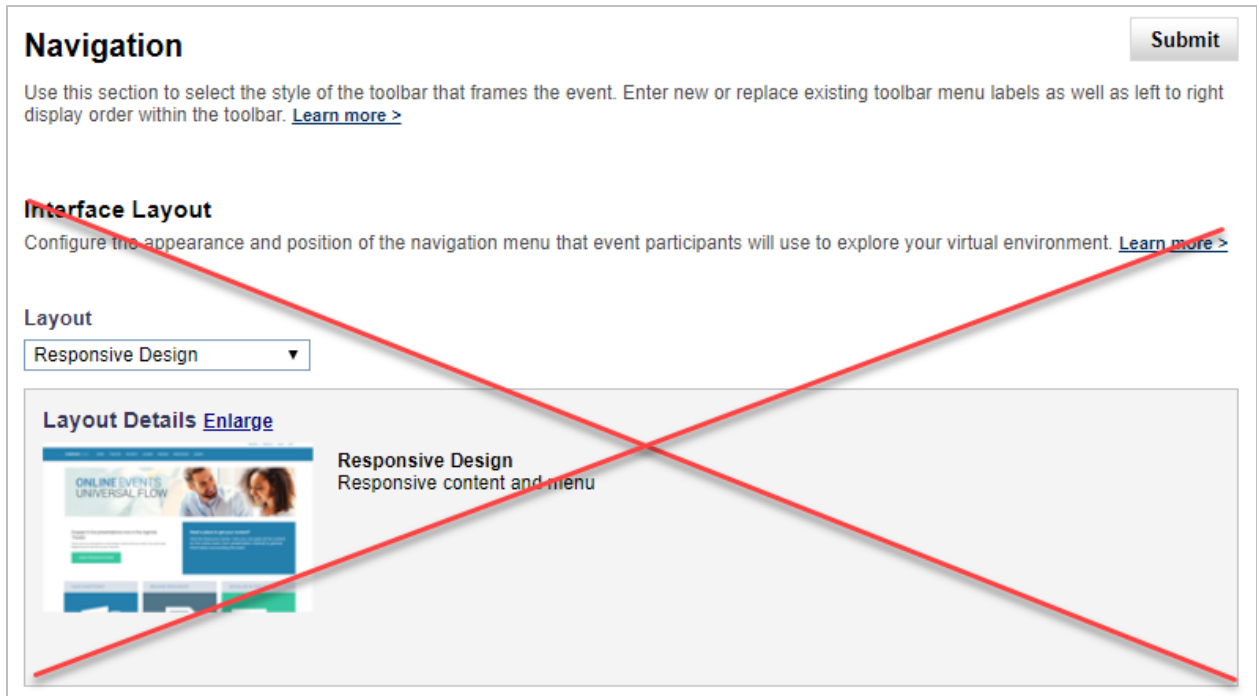 Navigation
Submit
Use this section to select the style of the toolbar that frames the event. Enter new or replace existing toolbar menu labels as well as left to right
display order within the toolbar. Learn more >
Interface Layout
Configure the appearance and position of the navigation menu that event participants will use to explore your virtual environment. Learn more >
Layout
Responsive Design
Layout Details Enlarge
ONLINE EVENTS
UNIVERSAL FLOW
Responsive Design
Responsive content and menu